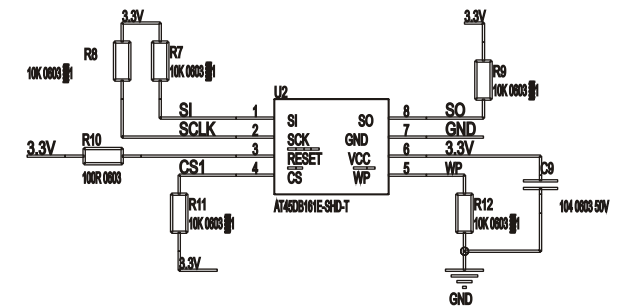 3.3V
3.3V
R8
R7
R9
10K 0603
10K 0603
10K 0603
U2
SI
1
SI
SO
8
SO
SCLK
2
SCK
GND
7
GND
3.3V
R10
3
RESET
VCC
6
3.3V
100R 0603
CS1
4
CS
WP
5
WP
C9
R11
AT45DB161E-SHD-T
R12
10K 0603
10K 0603
104 0603 50V
3.3V
GND